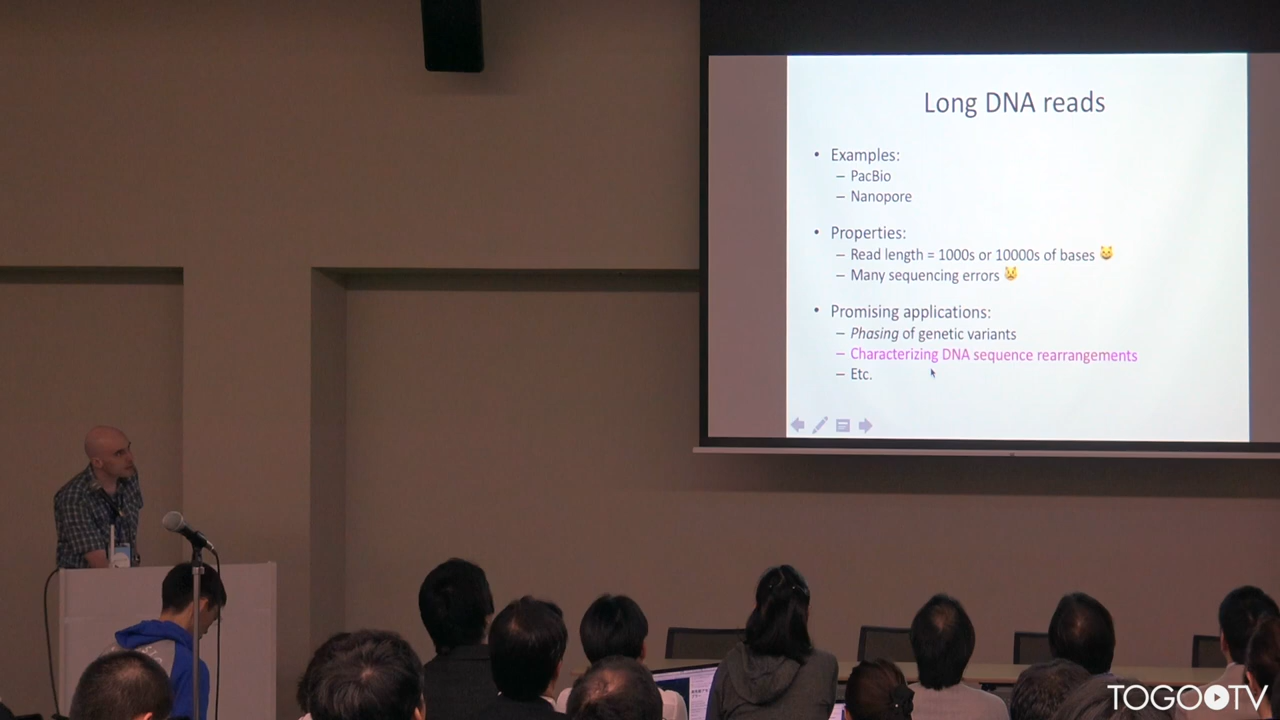 Long DNA reads
• Examples:
– PacBio
– Nanopore
• Properties:
– Read length = 1000s or 10000s of bases 😺
– Many sequencing errors 😾
• Promising applications:
– Phasing of genetic variants
– Characterizing DNA sequence rearrangements
– Etc.
TOGOTV